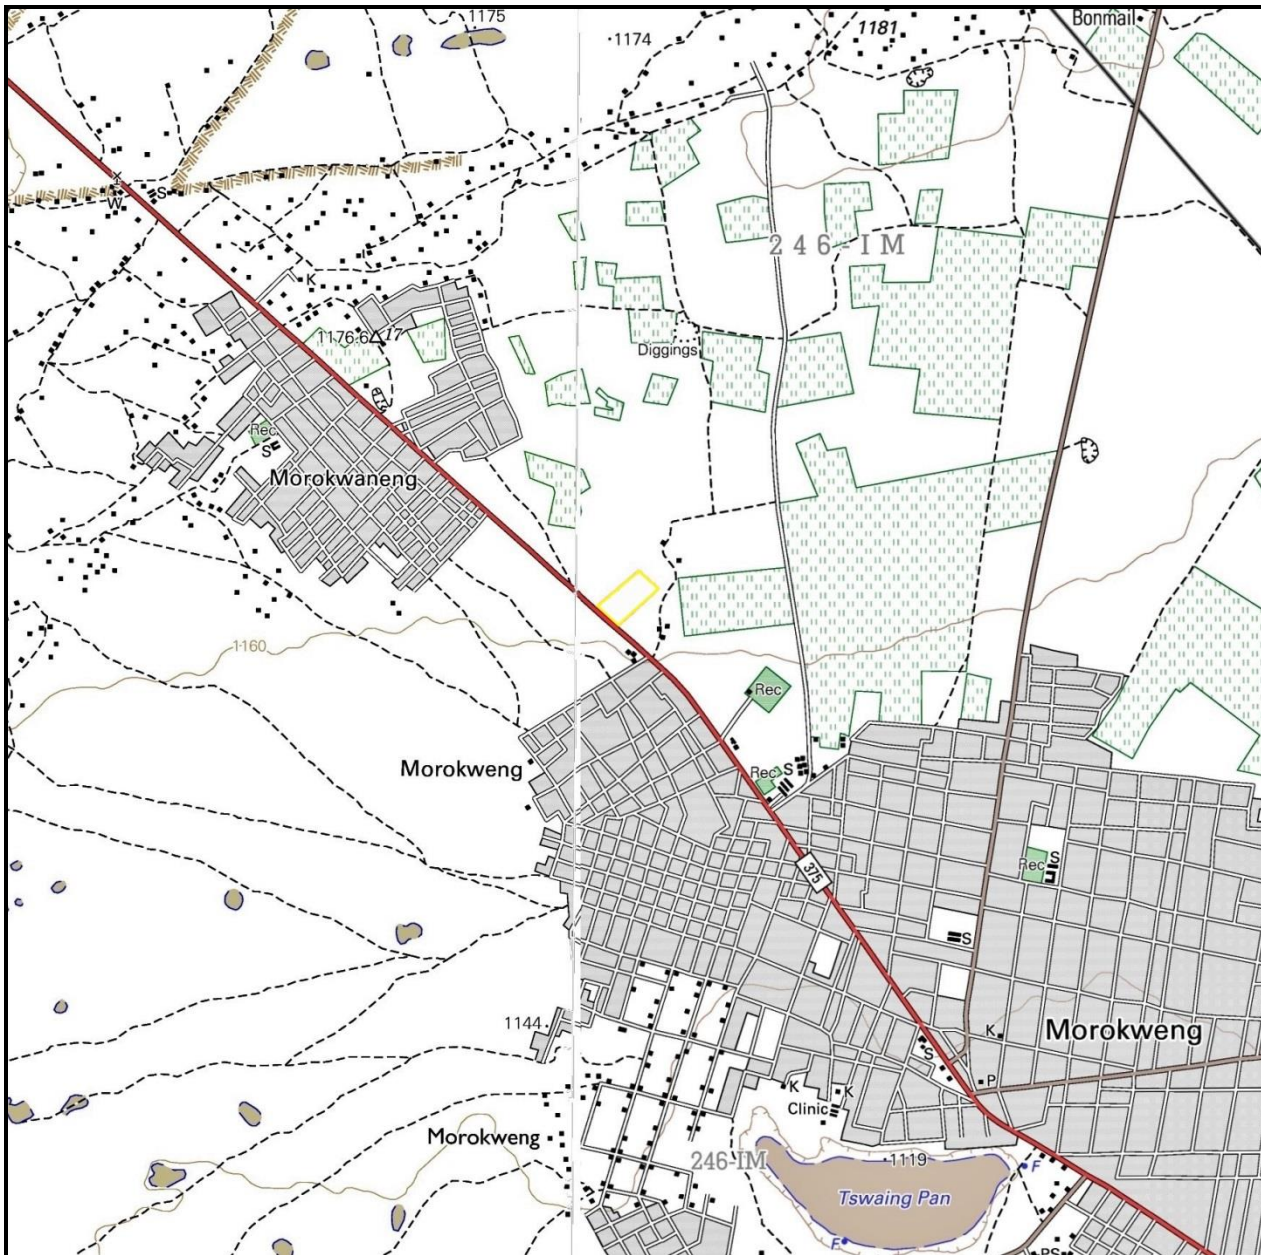 1175
1174
1181
Bonmail
W
S
246-IM
K
1176.6
17
Diggings
Rec
S
Morokwaneng
1160
Rec
Morokweng
Rec
S
375
Rec
S
S
1144
K
Morokweng
S
P
K
K
Clinic
Morokweng
246-IM
1119
F
Tswaing Pan
F
PS